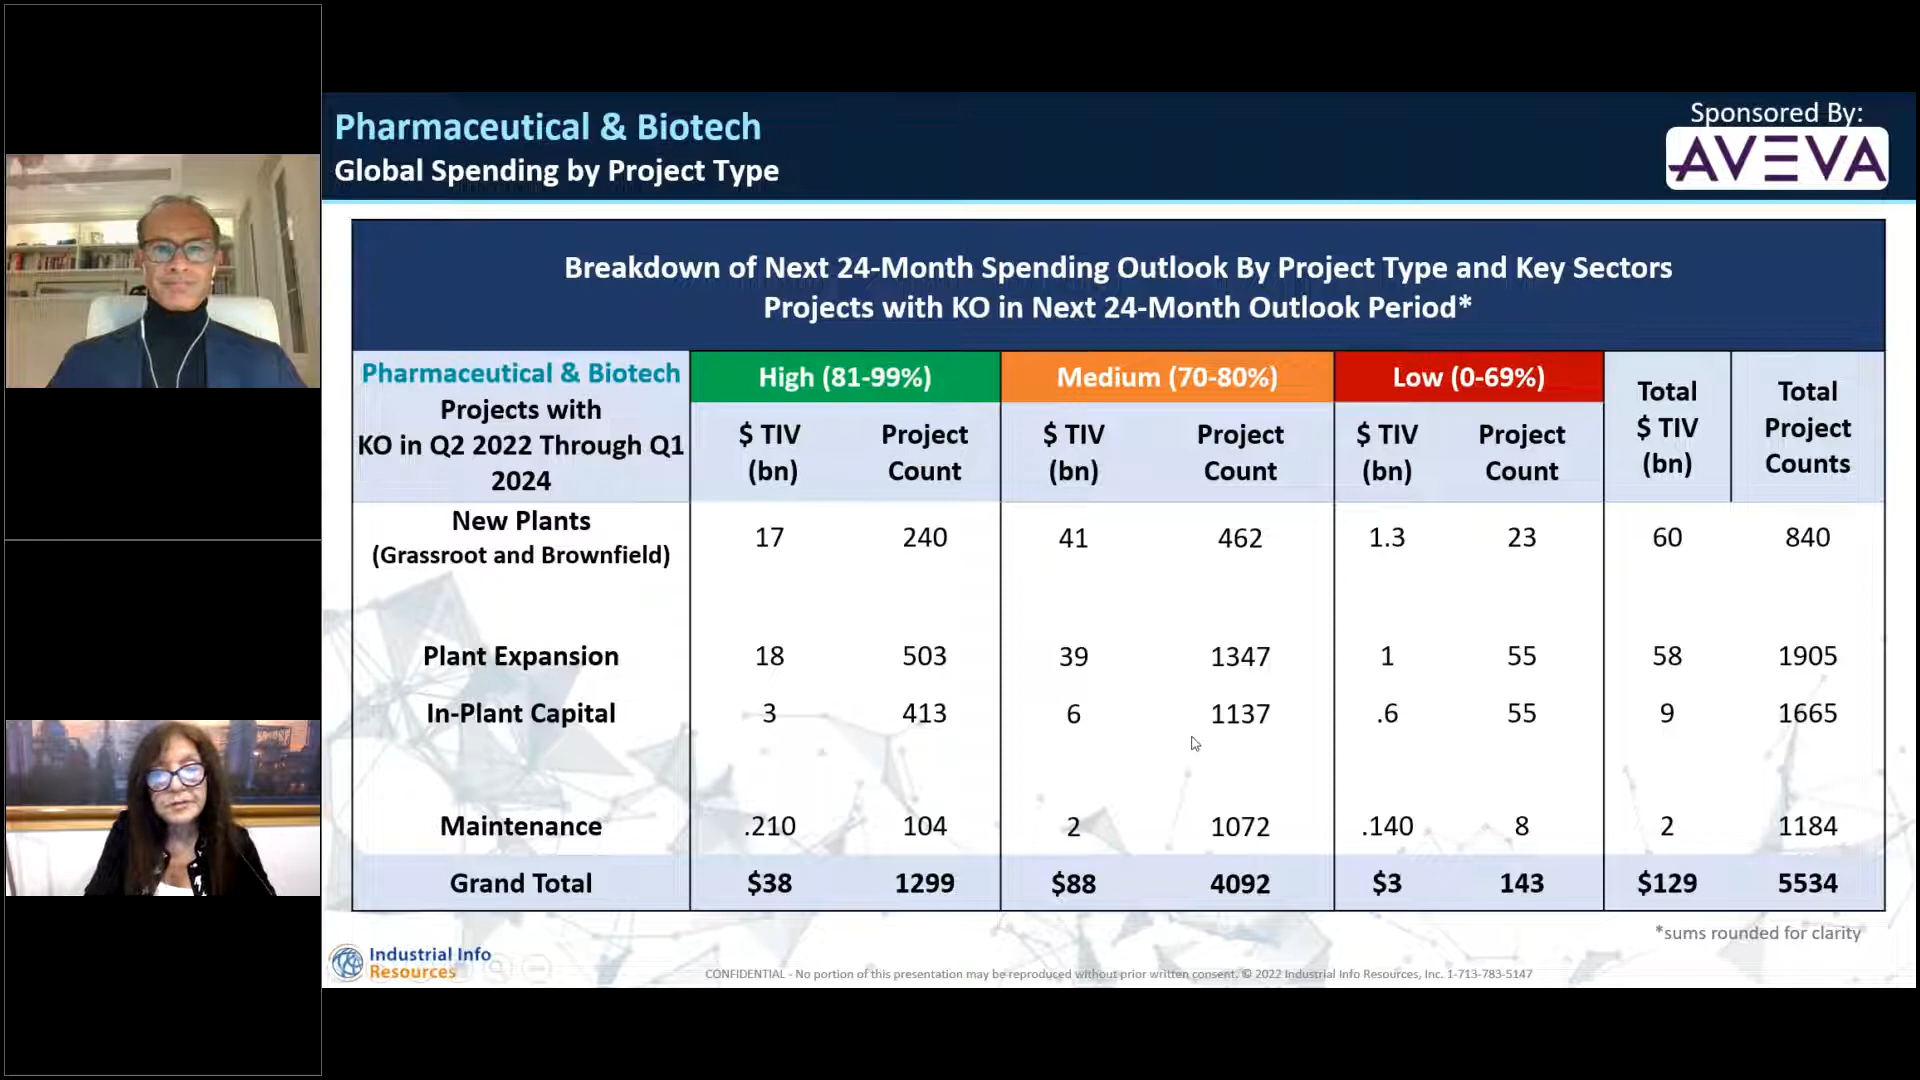 Pharmaceutical & Biotech
Global Spending by Project Type
Sponsored By:
AVEVA
Breakdown of Next 24-Month Spending Outlook By Project Type and Key Sectors
Projects with KO in Next 24-Month Outlook Period*
Pharmaceutical & Biotech
Projects with
KO in Q2 2022 Through Q1
2024
High (81-99%)
Medium (70-80%)
Low (0-69%)
Total
$ TIV
(bn)
Total
Project
Counts
$ TIV
(bn)
Project
Count
$ TIV
(bn)
Project
Count
$ TIV
(bn)
Project
Count
New Plants
(Grassroot and Brownfield)
17 240 41 462 1.3 23 60 840
Plant Expansion 18 503 39 1347 1 55 58 1905
In-Plant Capital 3 413 6 1137 .6 55 9 1665
Maintenance .210 104 2 1072 .140 8 2 1184
Grand Total $38 1299 $88 4092 $3 143 $129 5534
*sums rounded for clarity
Industrial Info
Resources
CONFIDENTIAL - No portion of this presentation may be reproduced without prior written consent. © 2022 Industrial Info Resources, Inc. 1-713-783-5147